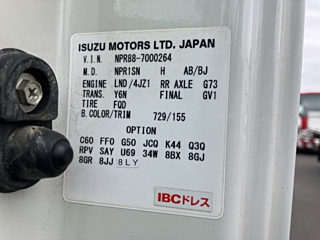 ISUZU MOTORS LTD. JAPAN
V.I.N. NPR88-7000264
M.D. NPR1SN H AB/BJ
ENGINE LND/4JZ1 RR AXLE G73
TRANS. Y6N FINAL GV1
TIRE FQD
B.COLOR/TRIM 729/155
OPTION
C60 FF0 G50 JCQ K44 Q3Q
RPV SAY U69 34W 8BX 8GJ
8GR 8JJ 8LY
IBCドレス